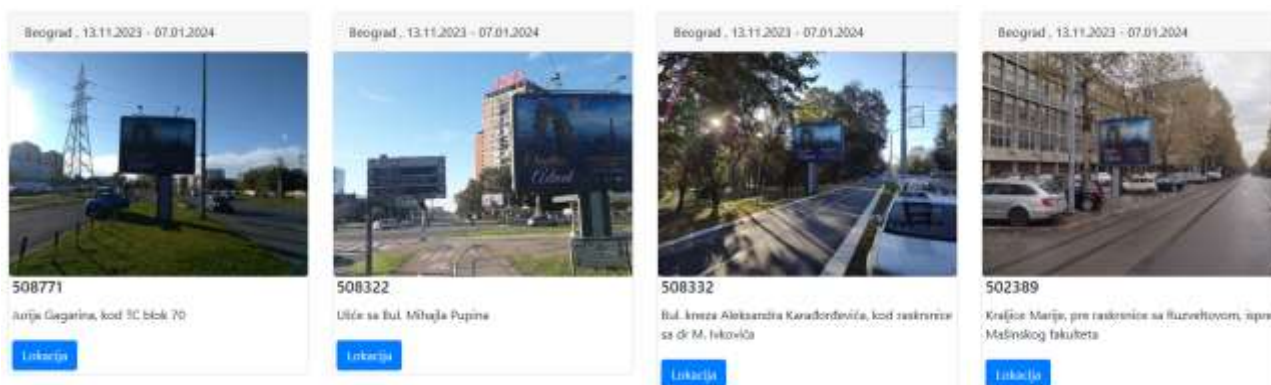 Beograd , 13.11.2023 - 07.01.2024
508771
Jurija Gagarina, kod TC blok 70
Lokacija
Beograd , 13.11.2023 - 07.01.2024
508322
Ušće sa Bul. Mihajla Pupina
Lokacija
Beograd , 13.11.2023 - 07.01.2024
508332
Bul. kneza Aleksandra Karađorđevića, kod raskrsnice
sa dr M. Ivkovića
Lokacija
Beograd , 13.11.2023 - 07.01.2024
502389
Kraljice Marije, pre raskrsnice sa Ruzveltovom, ispre
Mašinskog fakulteta
Lokacija